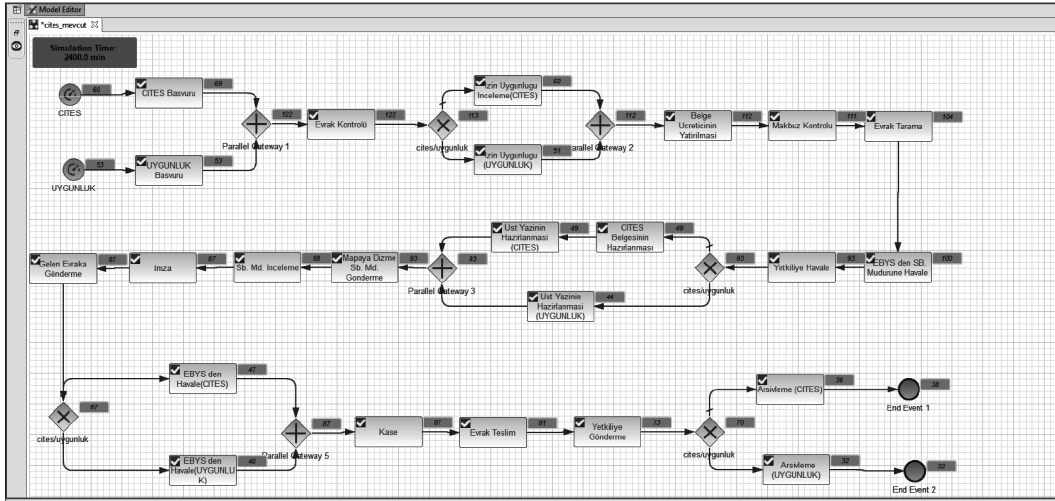 Model Editor
*cites_mevcut
Simulation Time:
2400.0 min
69
CITES
CITES Basvuru
69
53
UYGUNLUK
UYGUNLUK
Basvuru
53
122
Parallel Gateway 1
Evrak Kontrolü
122
113
cites/uygunluk
Izin Uygunlugu
Inceleme(CITES)
62
Izin Uygunlugu
(UYGUNLUK)
51
112
arallel Gateway 2
Belge
Ucreticinin
Yatirilmasi
112
Makbuz Kontrolu
111
Evrak Tarama
104
EBYS den SB.
Mudurune Havale
100
Yetkiliye Havale
93
93
cites/uygunluk
CITES
Belgesinin
Hazirlanmasi
49
Ust Yazinin
Hazirlanmasi
(CITES)
49
Ust Yazinin
Hazirlanmasi
(UYGUNLUK)
44
93
Parallel Gateway 3
Mapaya Dizme
Sb. Md.
Gonderme
93
Sb. Md. Inceleme
Imza
87
87
Gelen Evraka
Gönderme
87
87
cites/uygunluk
EBYS den
Havale(CITES)
47
EBYS den
Havale(UYGUNLU
K)
40
87
Parallel Gateway 5
Kase
87
Evrak Teslim
81
Yetkiliye
Gönderme
73
70
cites/uygunluk
Arsivleme (CITES)
38
38
End Event 1
Arsivleme
(UYGUNLUK)
32
32
End Event 2